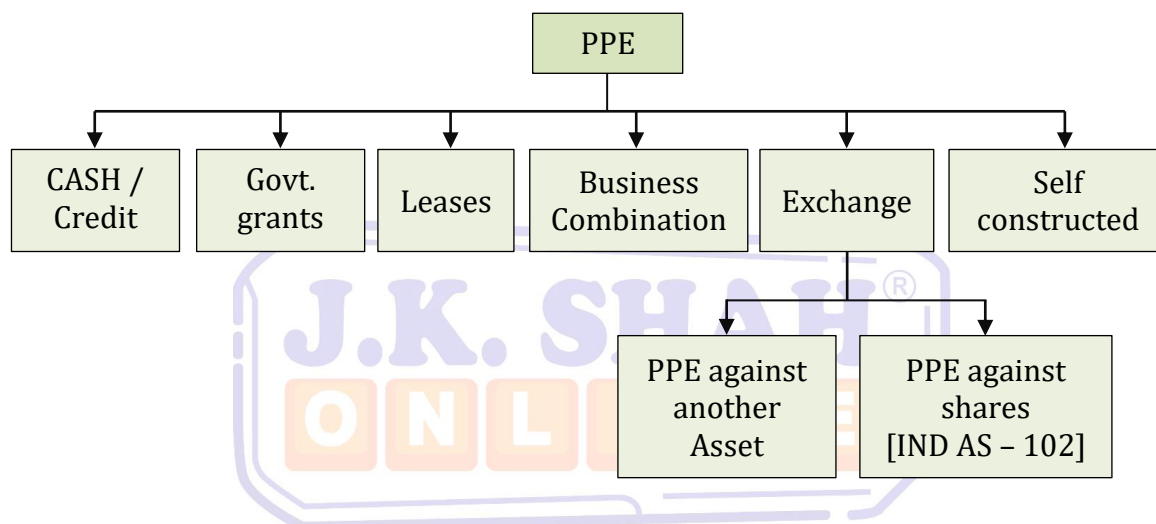 PPE
CASH /
Credit
Govt.
grants
Leases
Business
Combination
Exchange
Self
constructed
J.K. SHAH®
ONLINE
PPE against
another
Asset
PPE against
shares
[IND AS – 102]